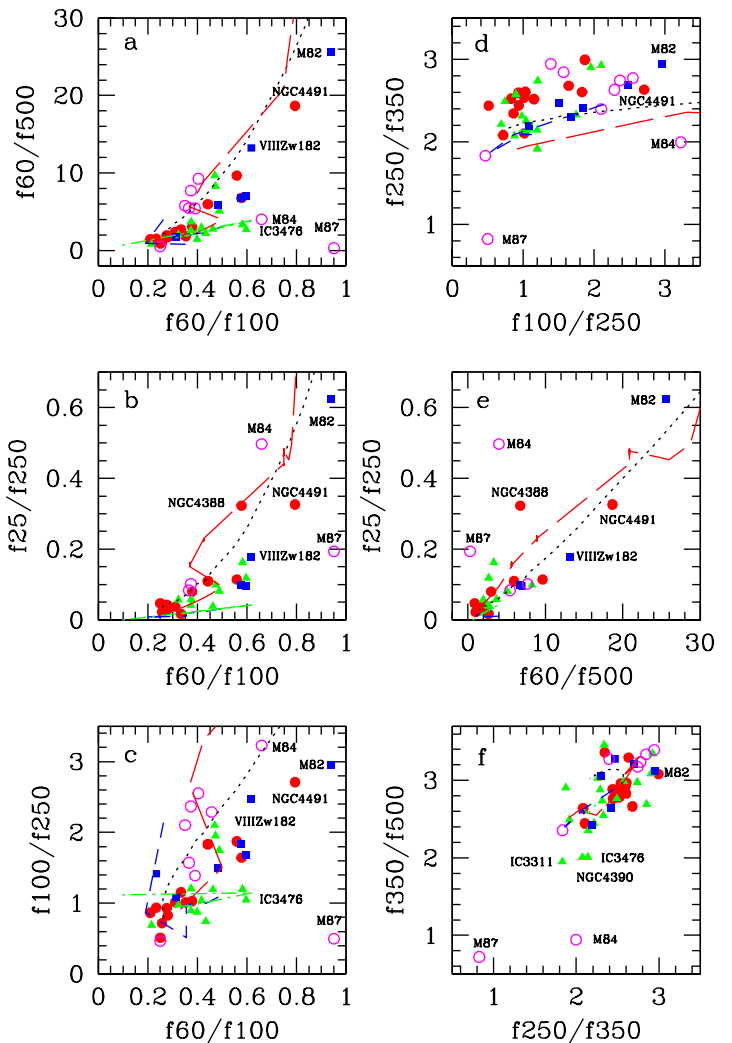 a
M82
NGC4491
VIIIZw182
M84
M87
IC3476
30
20
10
0
f60/f500
0 0.2 0.4 0.6 0.8 1
f60/f100
d
M82
NGC4491
M84
M87
3
2
1
f250/f350
0 1 2 3
f100/f250
b
M82
M84
NGC4388
NGC4491
M87
VIIIZw182
0.6
0.4
0.2
0
f25/f250
0 0.2 0.4 0.6 0.8 1
f60/f100
e
M82
M84
NGC4388
NGC4491
M87
VIIIZw182
0.6
0.4
0.2
0
f25/f250
0 10 20 30
f60/f500
c
M84
M82
NGC4491
VIIIZw182
IC3476
M87
3
2
1
0
f100/f250
0 0.2 0.4 0.6 0.8 1
f60/f100
f
M82
IC3311
IC3476
NGC4390
M87
M84
3
2
1
f350/f500
1 2 3
f250/f350